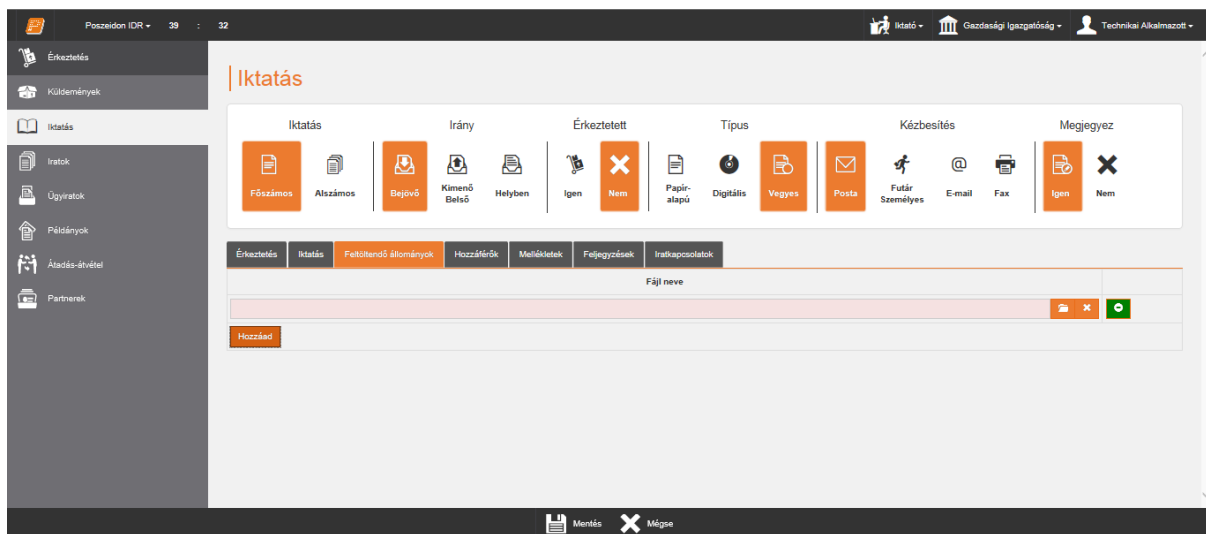 Poszeidon IDR 39 : 32
Iktató Gazdasági Igazgatóság Technikai Alkalmazott
Érkeztetés
Küldemények
Iktatás
Iratok
Ügyiratok
Példányok
Átadás-átvétel
Partnerek
Iktatás
Iktatás Irány Érkeztetett Típus Kézbesítés Megjegyez
Főszámos Alszámos Bejövő Kimenő Belső Helyben Igen Nem Papír-alapú Digitális Vegyes Posta Futár Személyes E-mail Fax Igen Nem
Érkeztetés Iktatás Feltöltendő állományok Hozzáférők Mellékletek Feljegyzések Iratkapcsolatok
Fájl neve
Hozzáad
Mentés Mégse